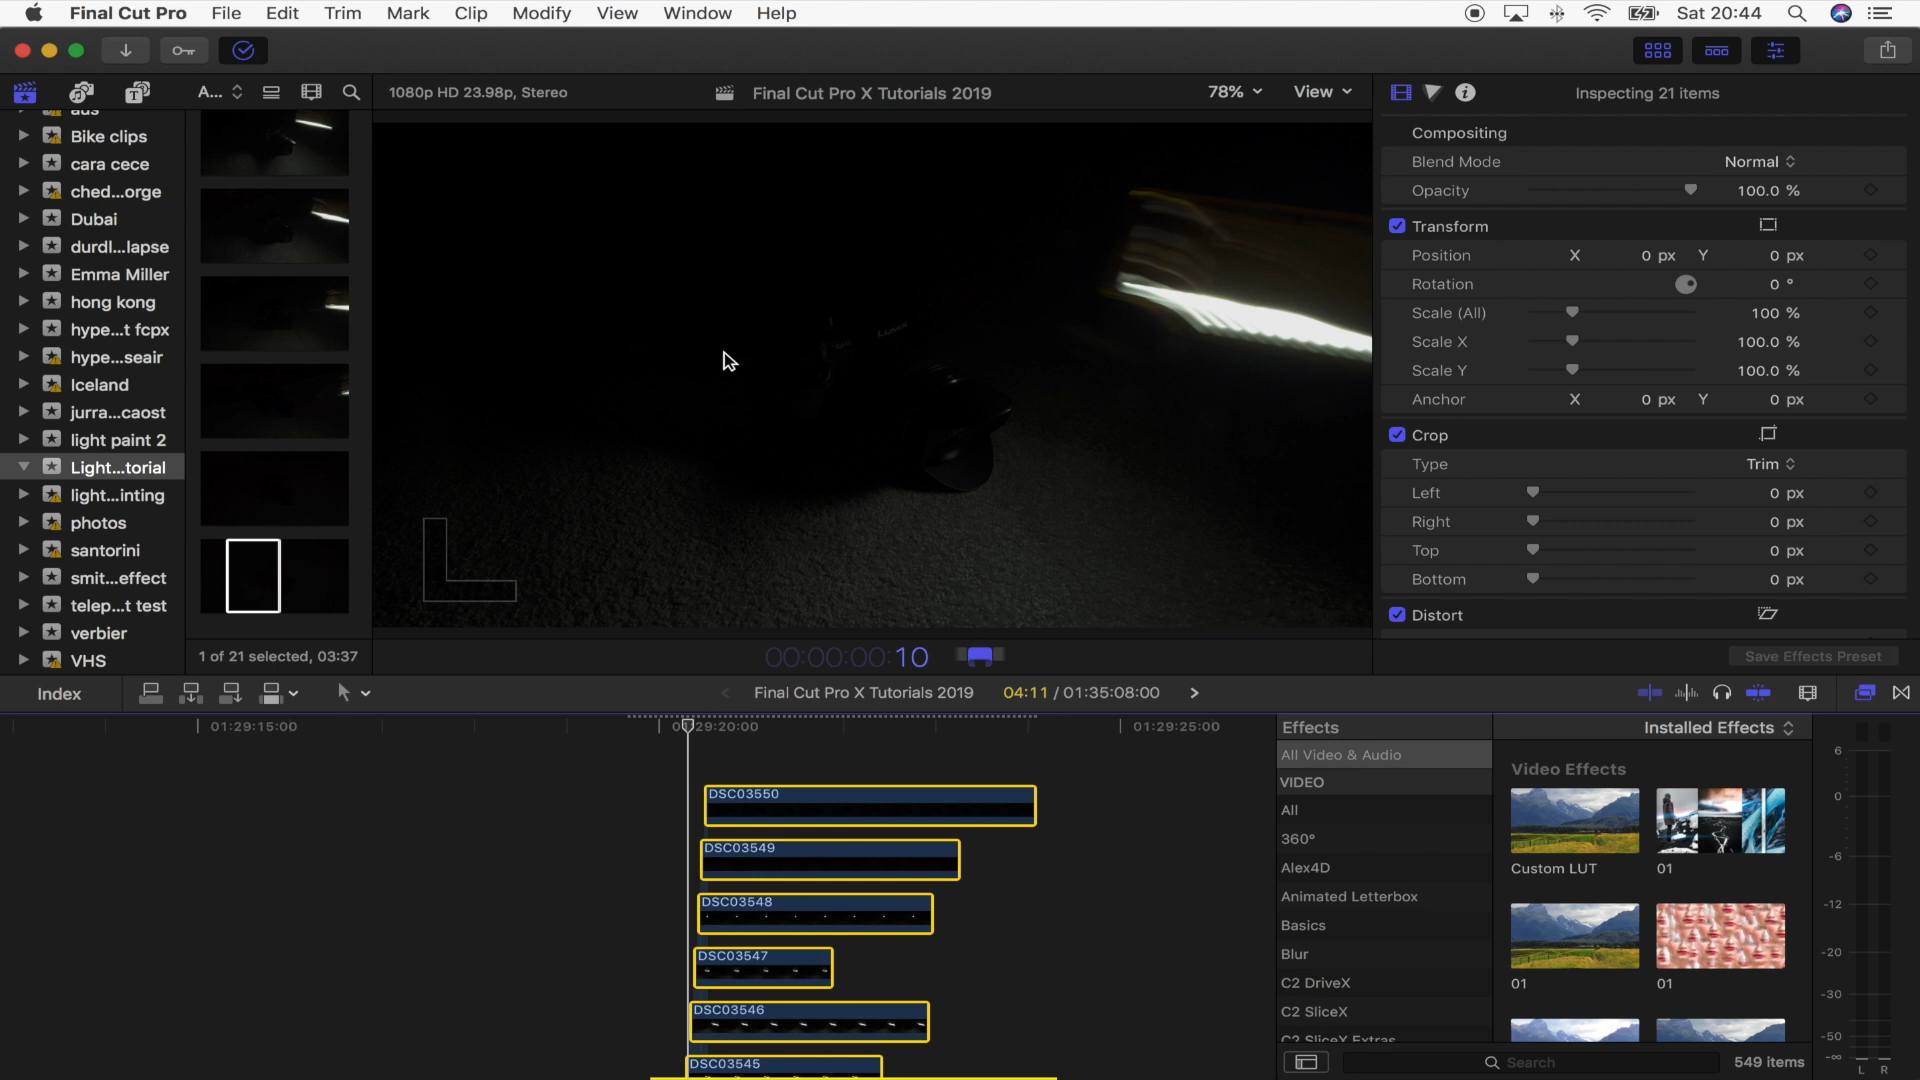 Final Cut Pro File Edit Trim Mark Clip Modify View Window Help Sat 20:44
A... 1080p HD 23.98p, Stereo Final Cut Pro X Tutorials 2019 78% View Inspecting 21 items
aus
Bike clips
cara cece
ched...orge
Dubai
durdl...lapse
Emma Miller
hong kong
hype...t fcpx
hype...seair
Iceland
jurra...caost
light paint 2
Light...torial
light...inting
photos
santorini
smit...effect
telep...t test
verbier
VHS
1 of 21 selected, 03:37
LUMIX
00:00:00:10
Compositing
Blend Mode Normal
Opacity 100.0 %
Transform
Position X 0 px Y 0 px
Rotation 0 °
Scale (All) 100 %
Scale X 100.0 %
Scale Y 100.0 %
Anchor X 0 px Y 0 px
Crop
Type Trim
Left 0 px
Right 0 px
Top 0 px
Bottom 0 px
Distort
Save Effects Preset
Index Final Cut Pro X Tutorials 2019 04:11 / 01:35:08:00
01:29:15:00 01:29:20:00 01:29:25:00
DSC03550
DSC03549
DSC03548
DSC03547
DSC03546
DSC03545
Effects Installed Effects
All Video & Audio
VIDEO
All
360°
Alex4D
Animated Letterbox
Basics
Blur
C2 DriveX
C2 SliceX
C2 SliceX Extras
Video Effects
Custom LUT 01
01 01
Search 549 items
6
0
-6
-12
-20
-30
-50
-∞
L R